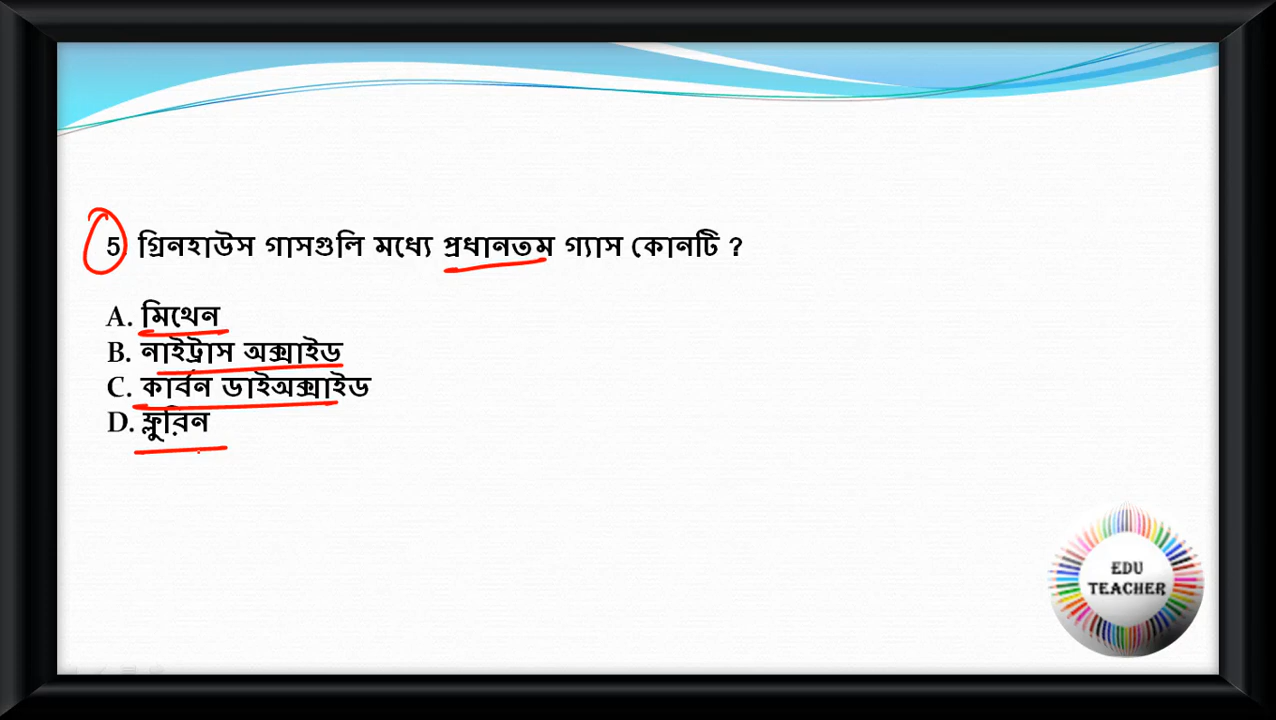 5. গ্রিনহাউস গাসগুলি মধ্যে প্রধানতম গ্যাস কোনটি ?
A. মিথেন
B. নাইট্রাস অক্সাইড
C. কার্বন ডাইঅক্সাইড
D. ফ্লুরিন
EDU
TEACHER